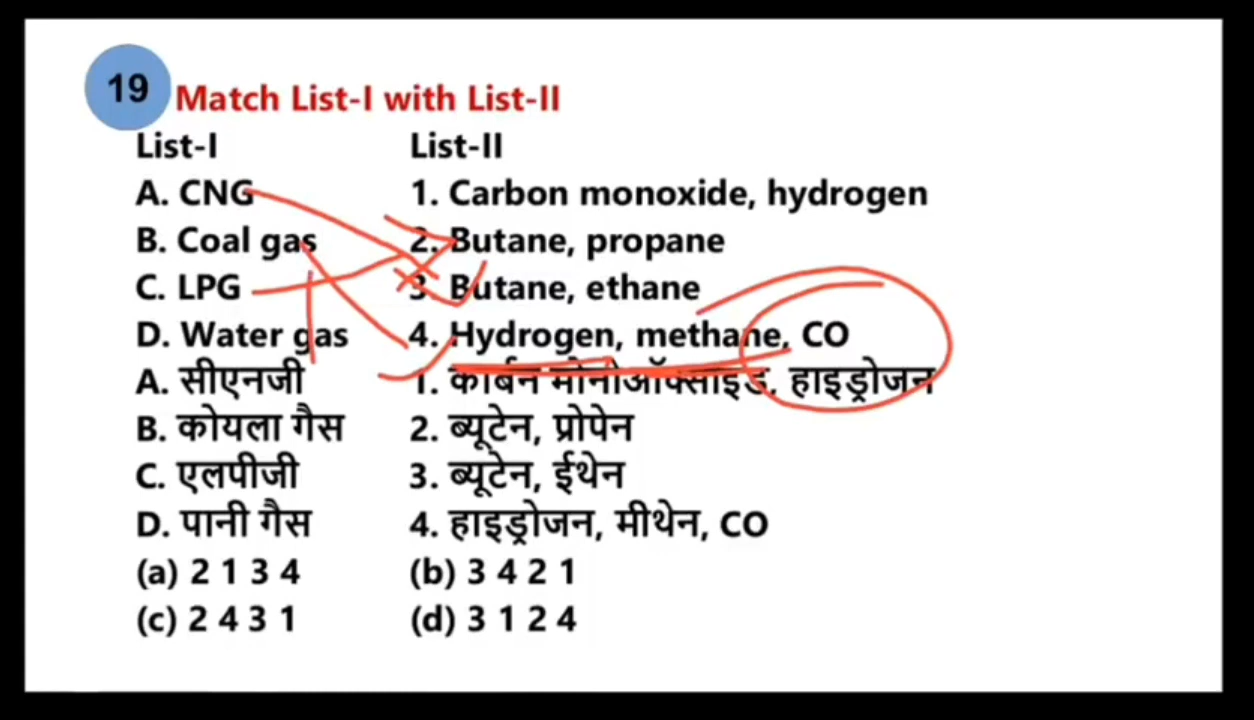 19 Match List-I with List-II
List-I List-II
A. CNG 1. Carbon monoxide, hydrogen
B. Coal gas 2. Butane, propane
C. LPG 3. Butane, ethane
D. Water gas 4. Hydrogen, methane, CO
A. सीएनजी 1. कार्बन मोनोऑक्साइड, हाइड्रोजन
B. कोयला गैस 2. ब्यूटेन, प्रोपेन
C. एलपीजी 3. ब्यूटेन, ईथेन
D. पानी गैस 4. हाइड्रोजन, मीथेन, CO
(a) 2 1 3 4 (b) 3 4 2 1
(c) 2 4 3 1 (d) 3 1 2 4